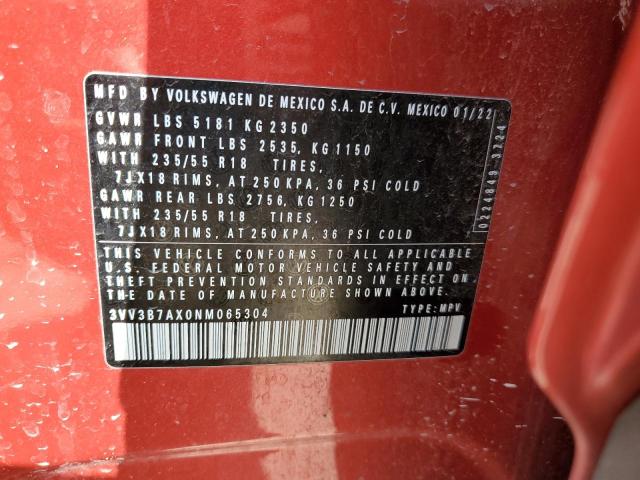 MFD BY VOLKSWAGEN DE MEXICO S.A. DE C.V. MEXICO 01/22
GVWR LBS 5181 KG 2350
GAWR FRONT LBS 2535, KG 1150
WITH 235/55 R18 TIRES,
7JX18 RIMS, AT 250 KPA, 36 PSI COLD
GAWR REAR LBS 2756, KG 1250
WITH 235/55 R18 TIRES,
7JX18 RIMS, AT 250 KPA, 36 PSI COLD
THIS VEHICLE CONFORMS TO ALL APPLICABLE
U.S. FEDERAL MOTOR VEHICLE SAFETY AND
THEFT PREVENTION STANDARDS IN EFFECT ON
THE DATE OF MANUFACTURE SHOWN ABOVE.
3VV3B7AX0NM065304 TYPE: MPV